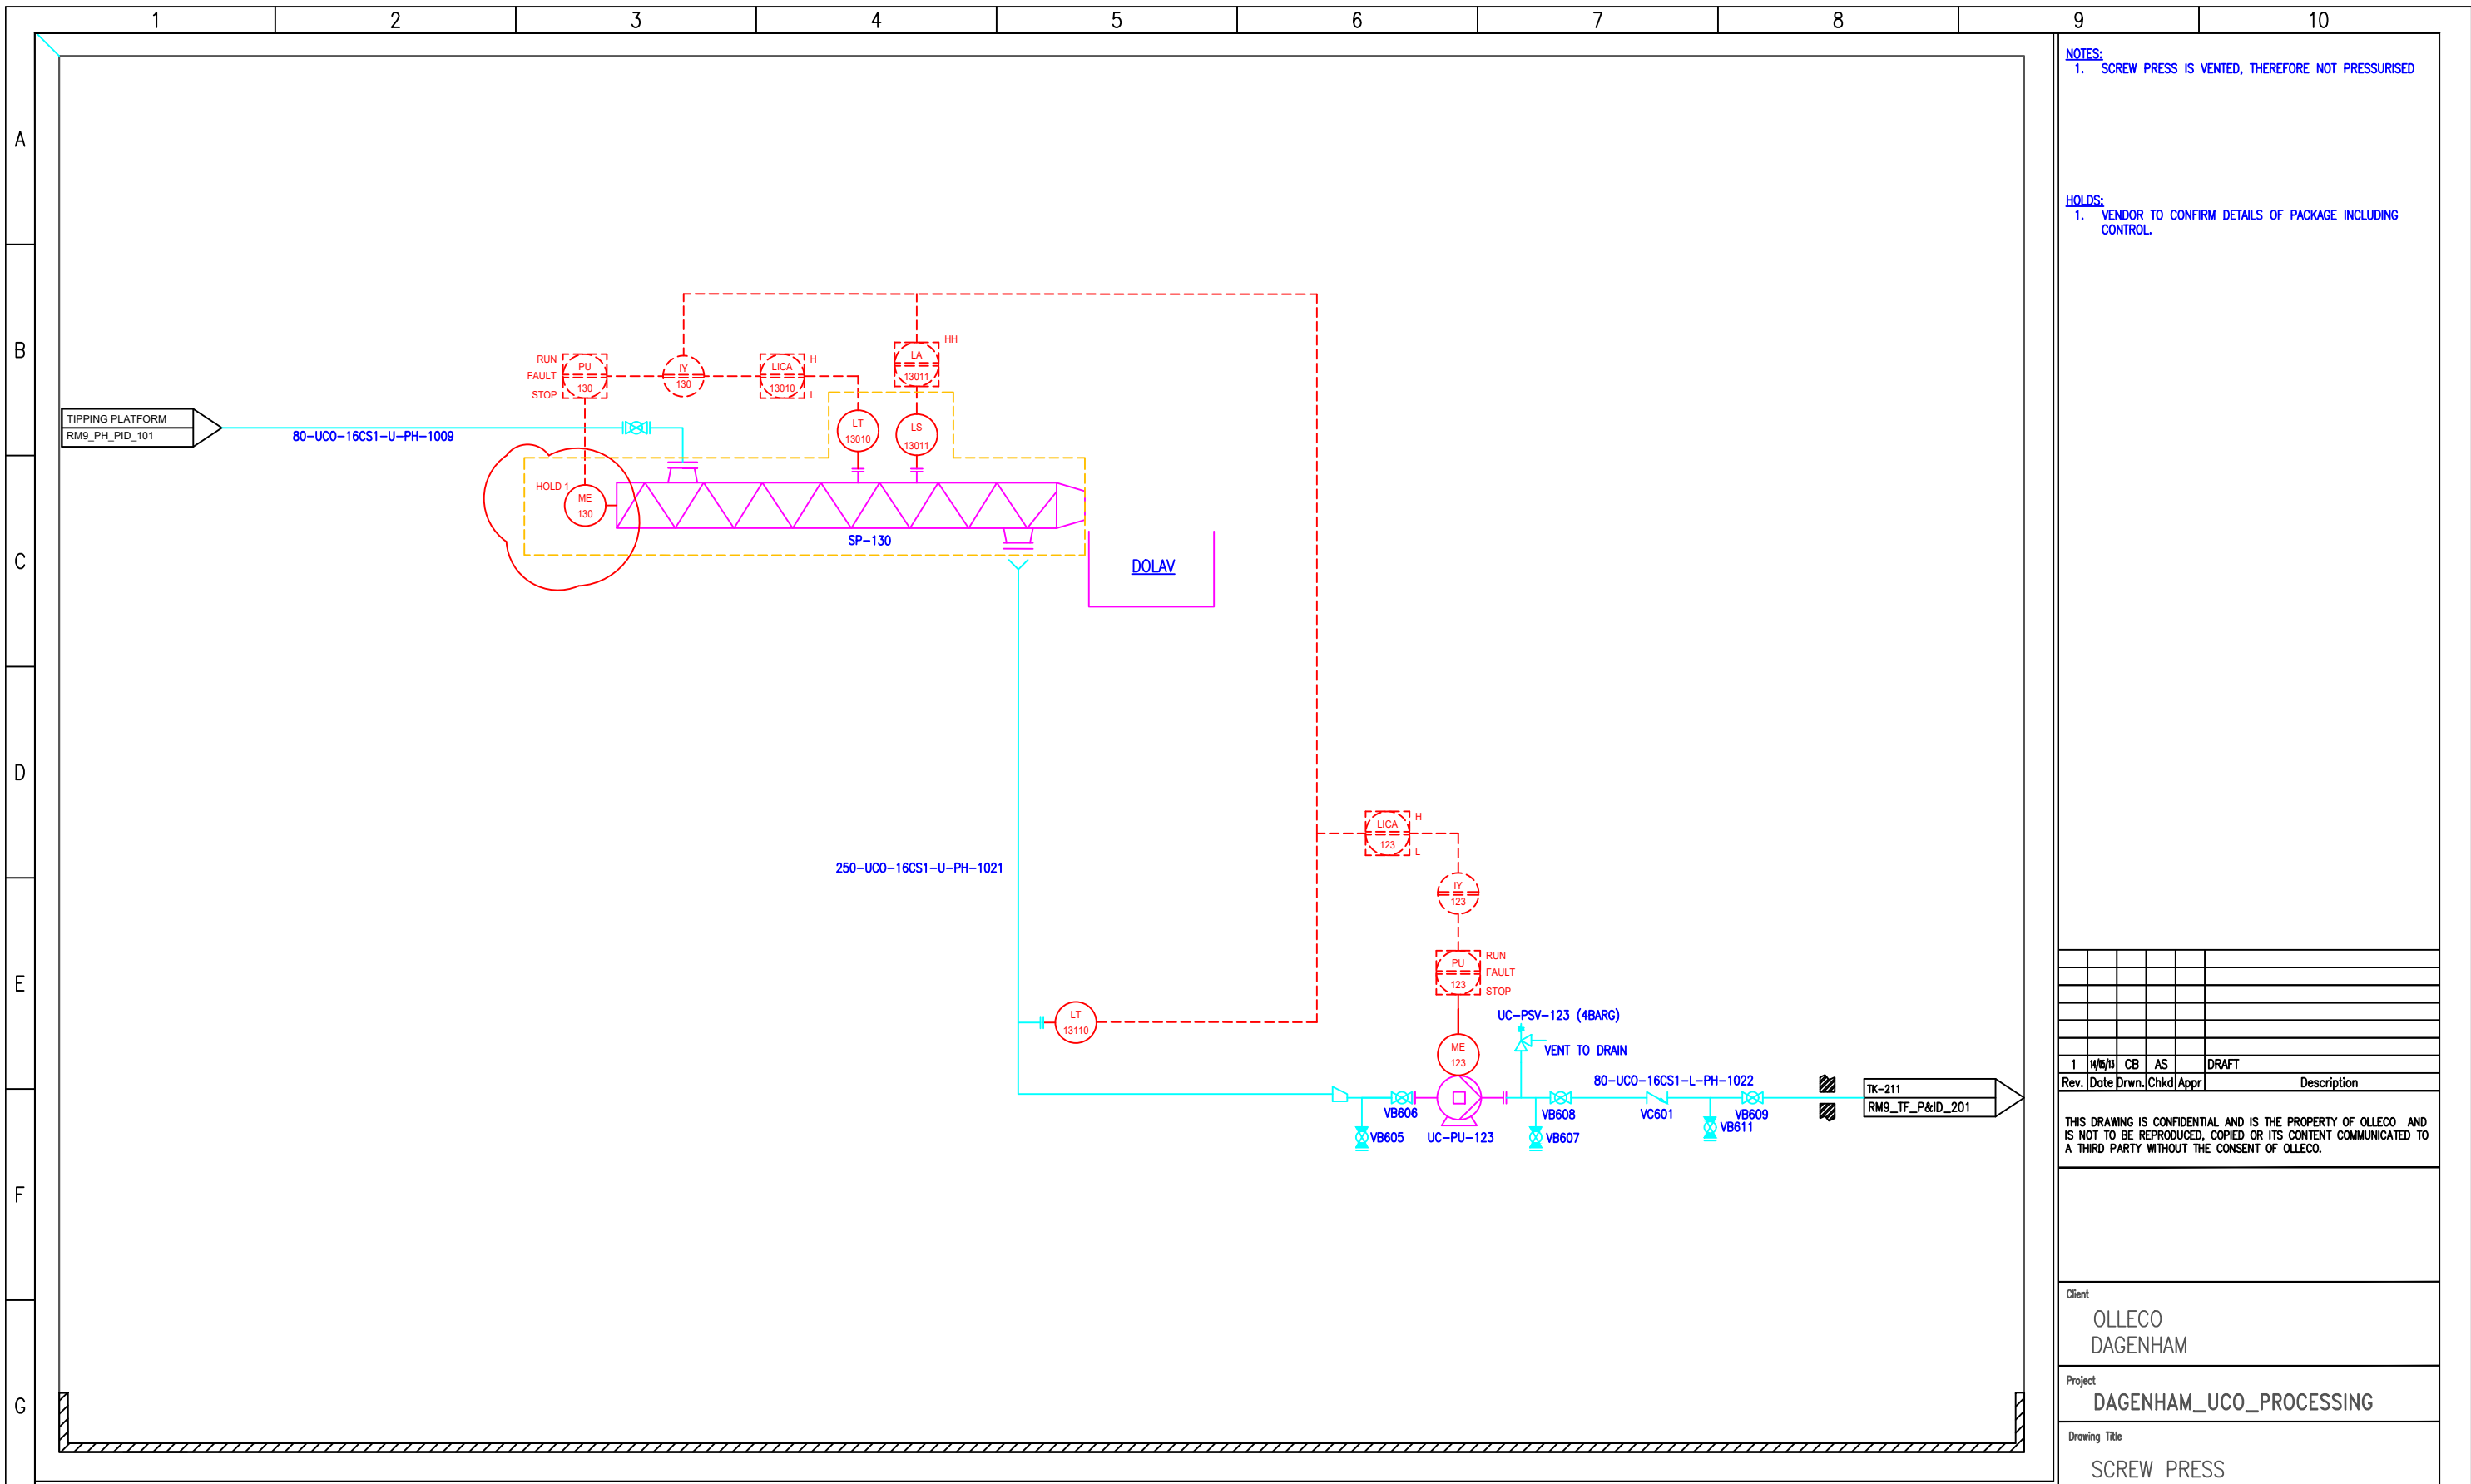 1 2 3 4 5 6 7 8 9 10
A
B
C
D
E
F
G
NOTES:
1. SCREW PRESS IS VENTED, THEREFORE NOT PRESSURISED
HOLDS:
1. VENDOR TO CONFIRM DETAILS OF PACKAGE INCLUDING
CONTROL.
TIPPING PLATFORM
RM9_PH_PID_101
80-UCO-16CS1-U-PH-1009
RUN
FAULT
STOP
PU
130
IY
130
LICA
13010
H
L
LA
13011
HH
LT
13010
LS
13011
HOLD 1
ME
130
SP-130
DOLAV
250-UCO-16CS1-U-PH-1021
LT
13110
LICA
123
H
L
IY
123
PU
123
RUN
FAULT
STOP
ME
123
UC-PSV-123 (4BARG)
VENT TO DRAIN
80-UCO-16CS1-L-PH-1022
VB606
VB605
UC-PU-123
VB608
VB607
VC601
VB609
VB611
TK-211
RM9_TF_P&ID_201
1 CB AS DRAFT
Rev. Date Drwn. Chkd Appr Description
THIS DRAWING IS CONFIDENTIAL AND IS THE PROPERTY OF OLLECO AND
IS NOT TO BE REPRODUCED, COPIED OR ITS CONTENT COMMUNICATED TO
A THIRD PARTY WITHOUT THE CONSENT OF OLLECO.
Client
OLLECO
DAGENHAM
Project
DAGENHAM_UCO_PROCESSING
Drawing Title
SCREW PRESS